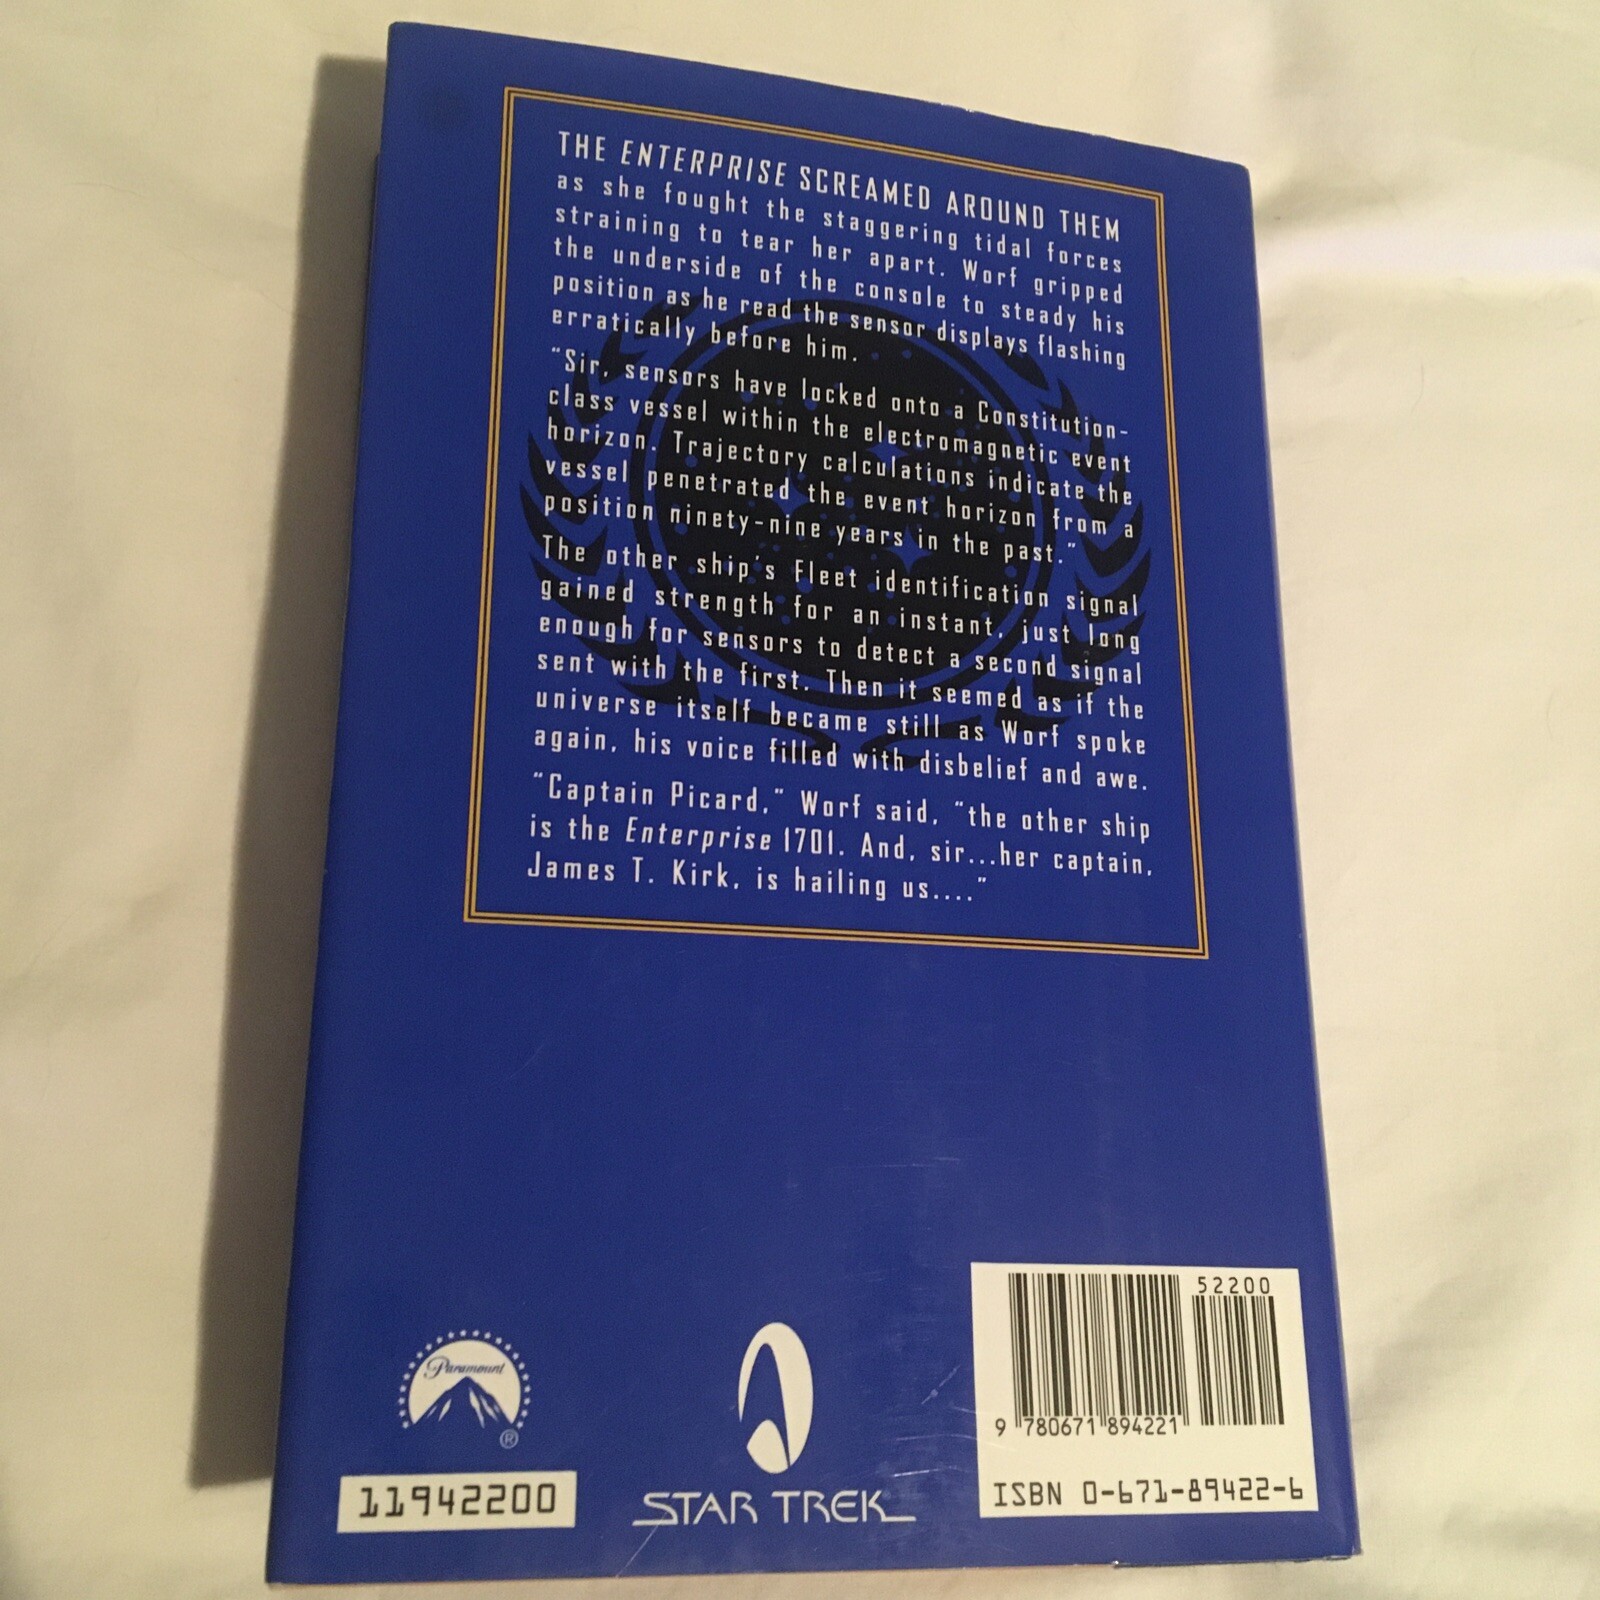 THE ENTERPRISE SCREAMED AROUND THEM
as she fought the staggering tidal forces
straining to tear her apart. Worf gripped
the underside of the console to steady his
position as he read the sensor displays flashing
erratically before him.
"Sir, sensors have locked onto a Constitution-
class vessel within the electromagnetic event
horizon. Trajectory calculations indicate the
vessel penetrated the event horizon from a
position ninety-nine years in the past."
The other ship's Fleet identification signal
gained strength for an instant, just long
enough for sensors to detect a second signal
sent with the first. Then it seemed as if the
universe itself became still as Worf spoke
again, his voice filled with disbelief and awe.
"Captain Picard," Worf said, "the other ship
is the Enterprise 1701. And, sir...her captain,
James T. Kirk, is hailing us...."
Paramount
®
11942200
STAR TREK
52200
9 780671 894221
ISBN 0-671-89422-6